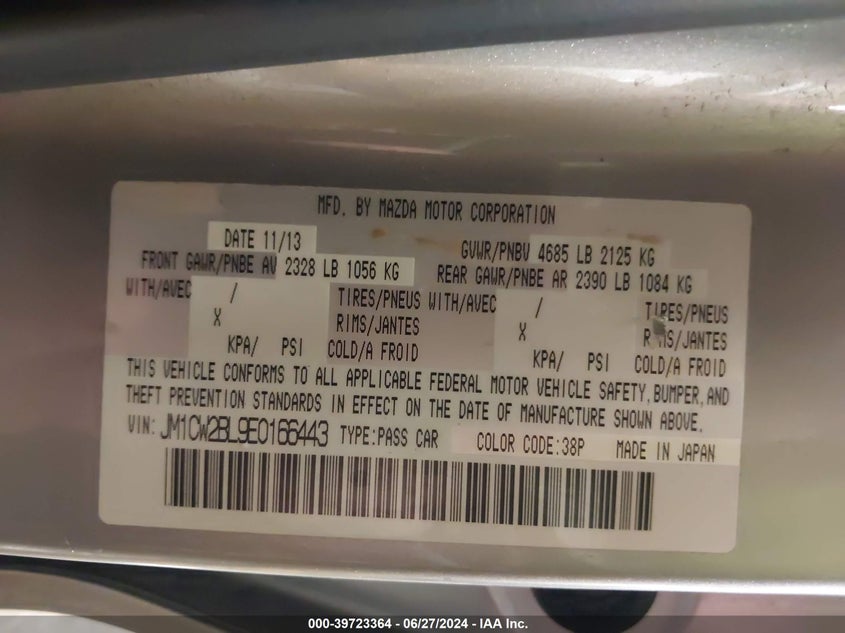 MFD. BY MAZDA MOTOR CORPORATION
DATE 11/13
GVWR/PNBV 4685 LB 2125 KG
FRONT GAWR/PNBE AV 2328 LB 1056 KG
REAR GAWR/PNBE AR 2390 LB 1084 KG
WITH/AVEC / TIRES/PNEUS WITH/AVEC / TIRES/PNEUS
X RIMS/JANTES X RIMS/JANTES
KPA/ PSI COLD/A FROID KPA/ PSI COLD/A FROID
THIS VEHICLE CONFORMS TO ALL APPLICABLE FEDERAL MOTOR VEHICLE SAFETY, BUMPER, AND
THEFT PREVENTION STANDARDS IN EFFECT ON THE DATE OF MANUFACTURE SHOWN ABOVE.
VIN: JM1CW2BL9E0166443 TYPE:PASS CAR COLOR CODE:38P MADE IN JAPAN
000-39723364 - 06/27/2024 - IAA Inc.